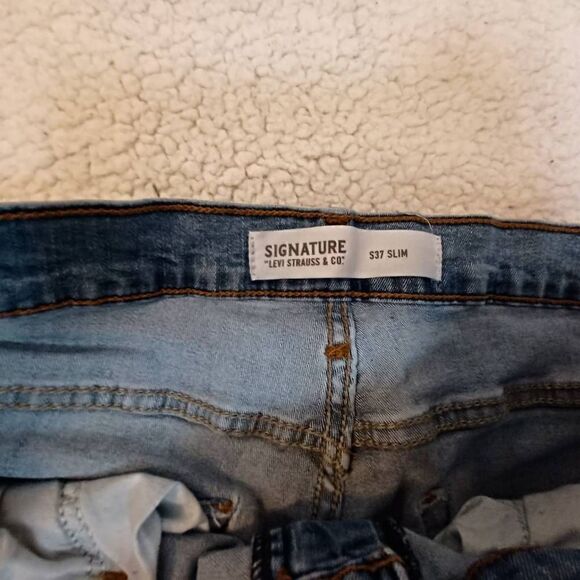 SIGNATURE
"LEVI STRAUSS & CO."
S37 SLIM